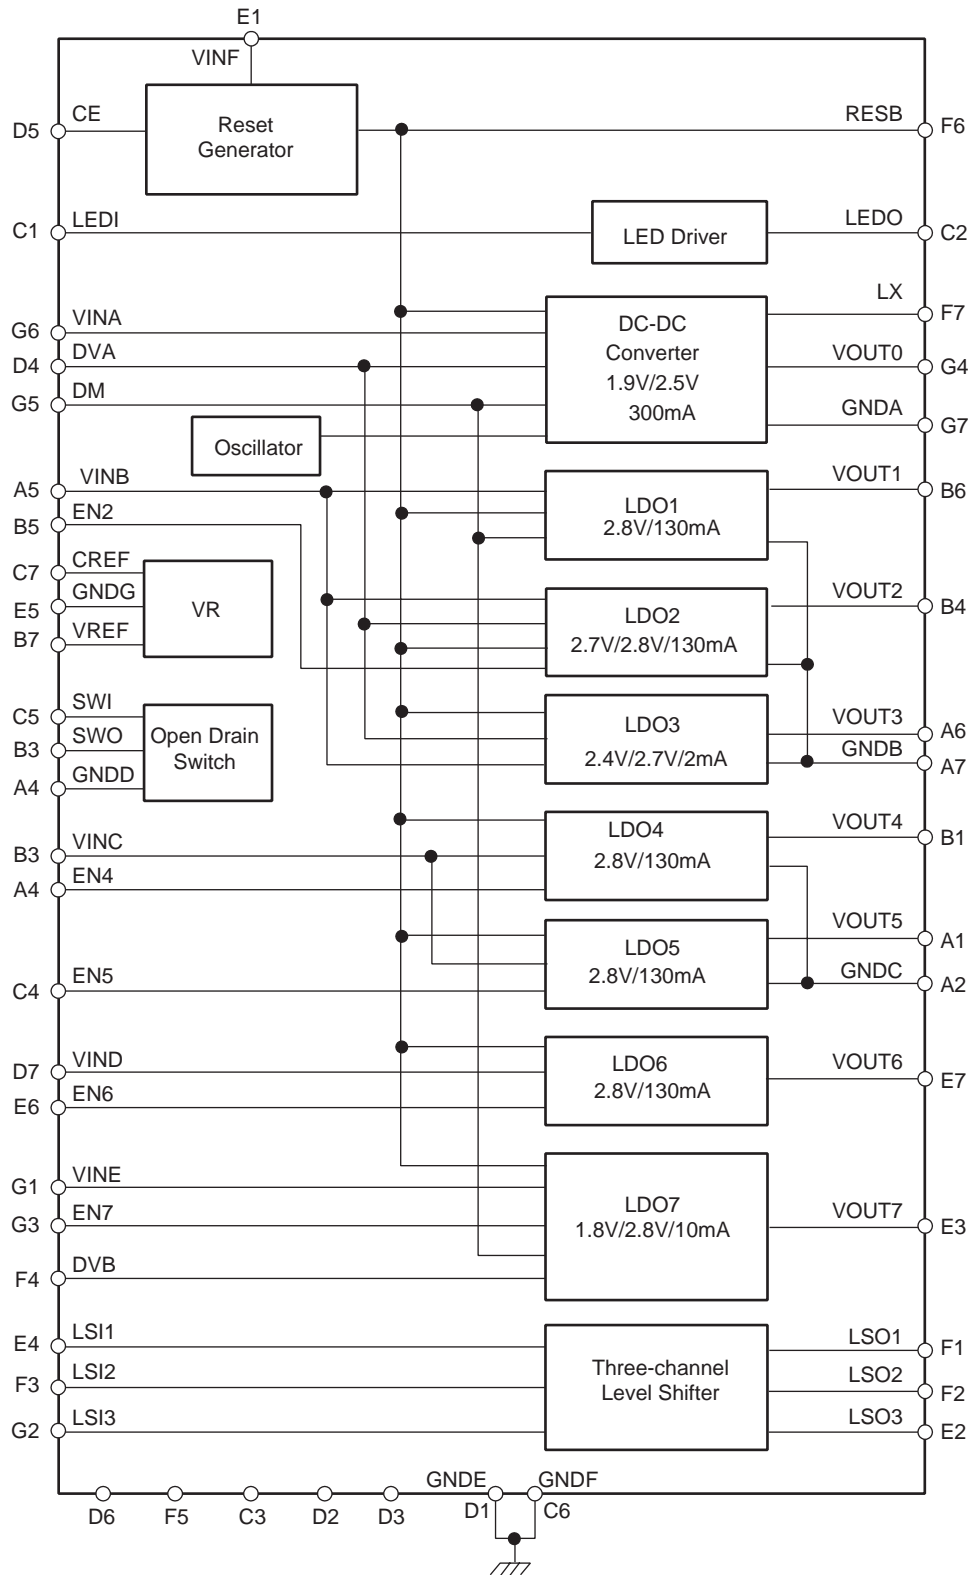 E1
VINF
D5
CE
Reset
Generator
RESB
F6
C1
LEDI
LED Driver
LEDO
C2
G6
VINA
D4
DVA
G5
DM
DC-DC
Converter
1.9V/2.5V
300mA
LX
F7
VOUT0
G4
GNDA
G7
Oscillator
A5
VINB
B5
EN2
LDO1
2.8V/130mA
VOUT1
B6
C7
CREF
E5
GNDG
B7
VREF
VR
LDO2
2.7V/2.8V/130mA
VOUT2
B4
C5
SWI
B3
SWO
A4
GNDD
Open Drain
Switch
LDO3
2.4V/2.7V/2mA
VOUT3
A6
GNDB
A7
B3
VINC
A4
EN4
LDO4
2.8V/130mA
VOUT4
B1
C4
EN5
LDO5
2.8V/130mA
VOUT5
A1
GNDC
A2
D7
VIND
E6
EN6
LDO6
2.8V/130mA
VOUT6
E7
G1
VINE
G3
EN7
F4
DVB
LDO7
1.8V/2.8V/10mA
VOUT7
E3
E4
LSI1
F3
LSI2
G2
LSI3
Three-channel
Level Shifter
LSO1
F1
LSO2
F2
LSO3
E2
GNDE
GNDF
D6
F5
C3
D2
D3
D1
C6